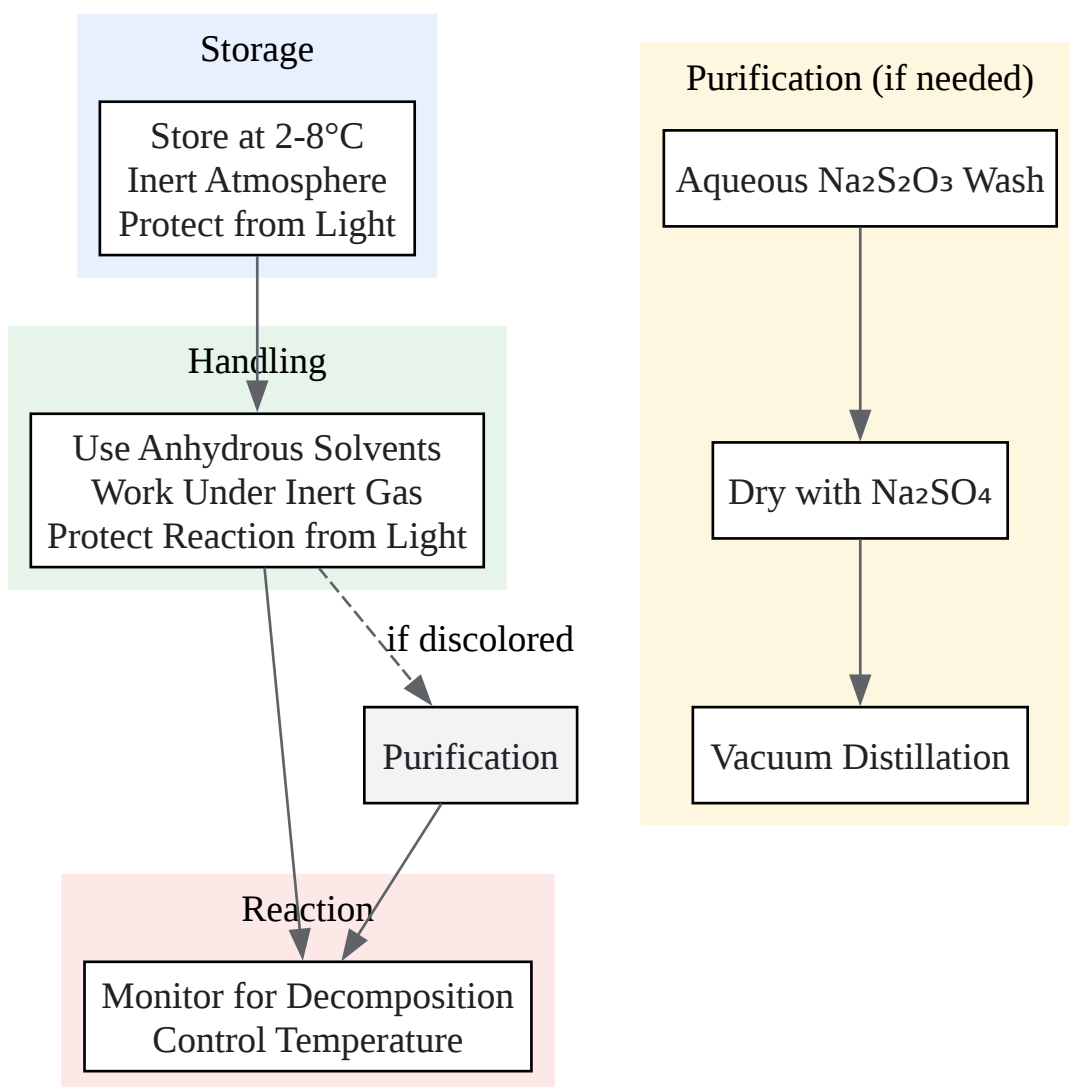 Storage
Store at 2-8°C
Inert Atmosphere
Protect from Light
Handling
Use Anhydrous Solvents
Work Under Inert Gas
Protect Reaction from Light
if discolored
Purification
Reaction
Monitor for Decomposition
Control Temperature
Purification (if needed)
Aqueous Na₂S₂O₃ Wash
Dry with Na₂SO₄
Vacuum Distillation